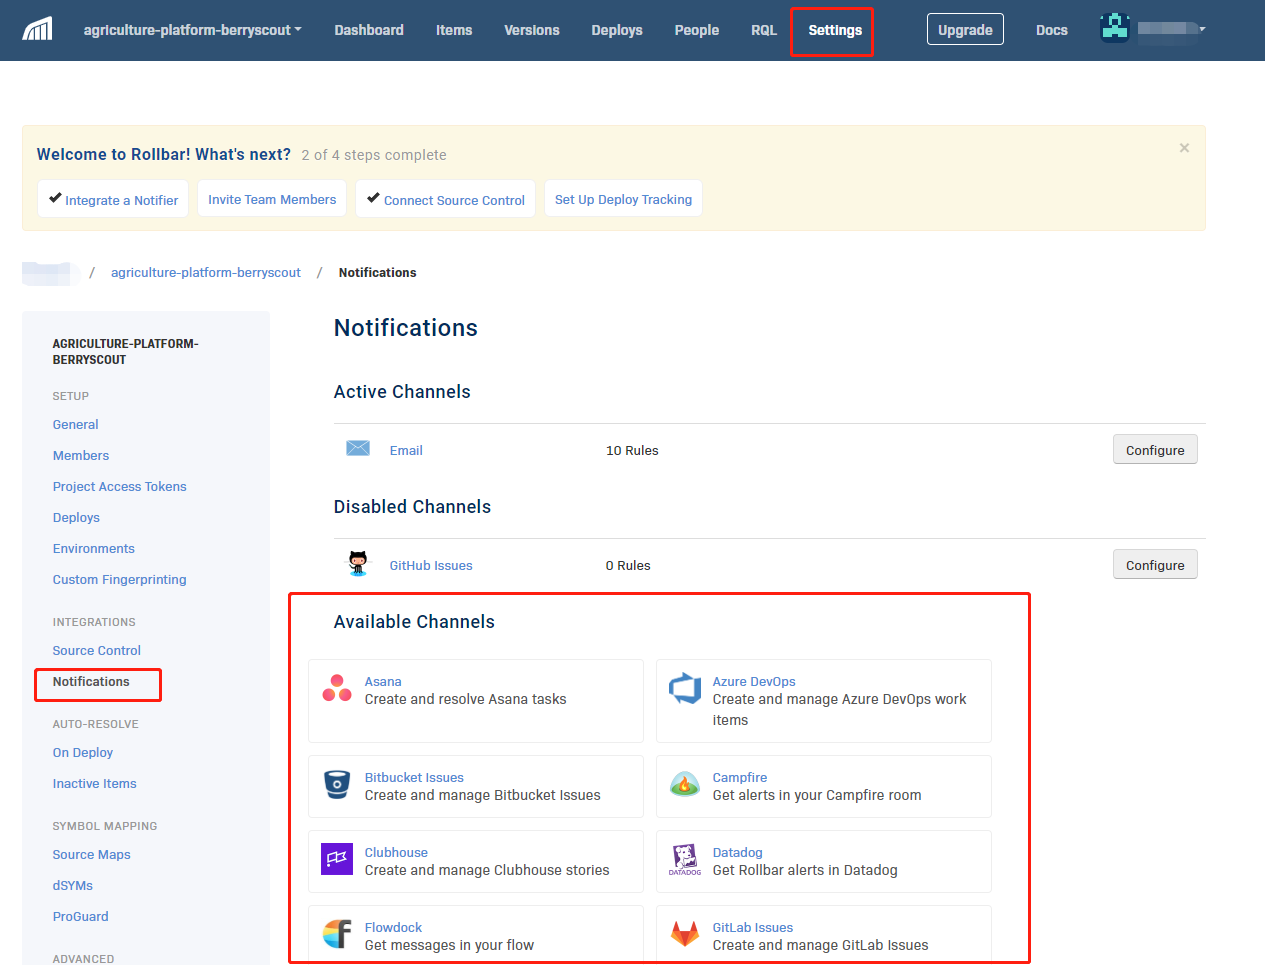 agriculture-platform-berryscout Dashboard Items Versions Deploys People RQL Settings Upgrade Docs
Welcome to Rollbar! What's next? 2 of 4 steps complete ×
Integrate a Notifier Invite Team Members Connect Source Control Set Up Deploy Tracking
/ agriculture-platform-berryscout / Notifications
AGRICULTURE-PLATFORM-
BERRYSCOUT
SETUP
General
Members
Project Access Tokens
Deploys
Environments
Custom Fingerprinting
INTEGRATIONS
Source Control
Notifications
AUTO-RESOLVE
On Deploy
Inactive Items
SYMBOL MAPPING
Source Maps
dSYMs
ProGuard
ADVANCED
Notifications
Active Channels
Email 10 Rules Configure
Disabled Channels
GitHub Issues 0 Rules Configure
Available Channels
Asana
Create and resolve Asana tasks
Azure DevOps
Create and manage Azure DevOps work
items
Bitbucket Issues
Create and manage Bitbucket Issues
Campfire
Get alerts in your Campfire room
Clubhouse
Create and manage Clubhouse stories
DATADOG
Datadog
Get Rollbar alerts in Datadog
Flowdock
Get messages in your flow
GitLab Issues
Create and manage GitLab Issues